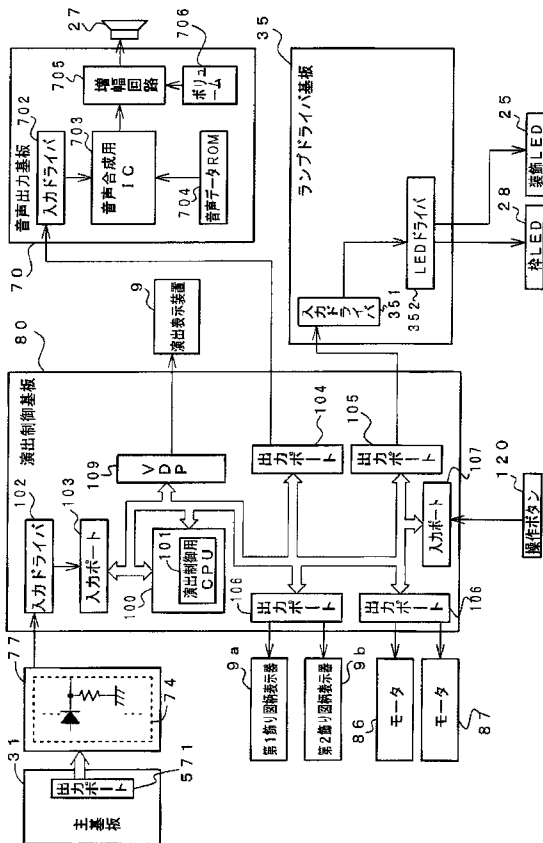 31
主基板
出力ポート
571
77
74
80
演出制御基板
102
入力ドライバ
103
入力ポート
109
VDP
100
101
演出制御用
CPU
9
演出表示装置
104
出力ポート
105
出力ポート
106
出力ポート
出力ポート
106
107
入力ポート
120
操作ボタン
9a
第1飾り図柄表示器
第2飾り図柄表示器
9b
86
モータ
モータ
87
70
音声出力基板
702
入力ドライバ
703
音声合成用
IC
704
音声データROM
705
増幅
回路
706
ボリュ
ーム
27
35
ランプドライバ基板
入力ドライバ
351
LEDドライバ
352
28
枠LED
25
装飾LED